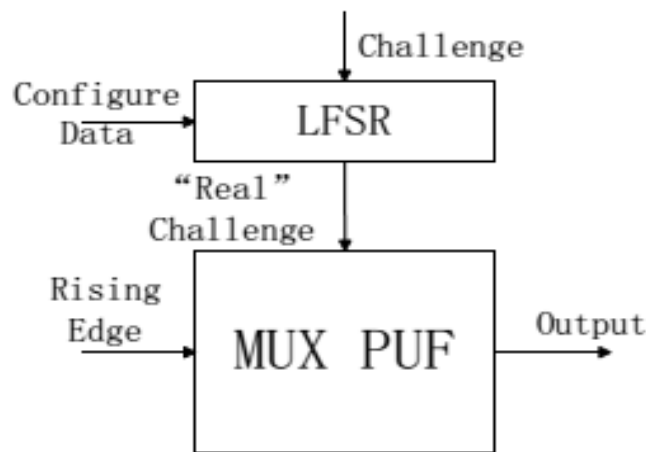 Challenge
Configure
Data
LFSR
“Real”
Challenge
Rising
Edge
MUX PUF
Output